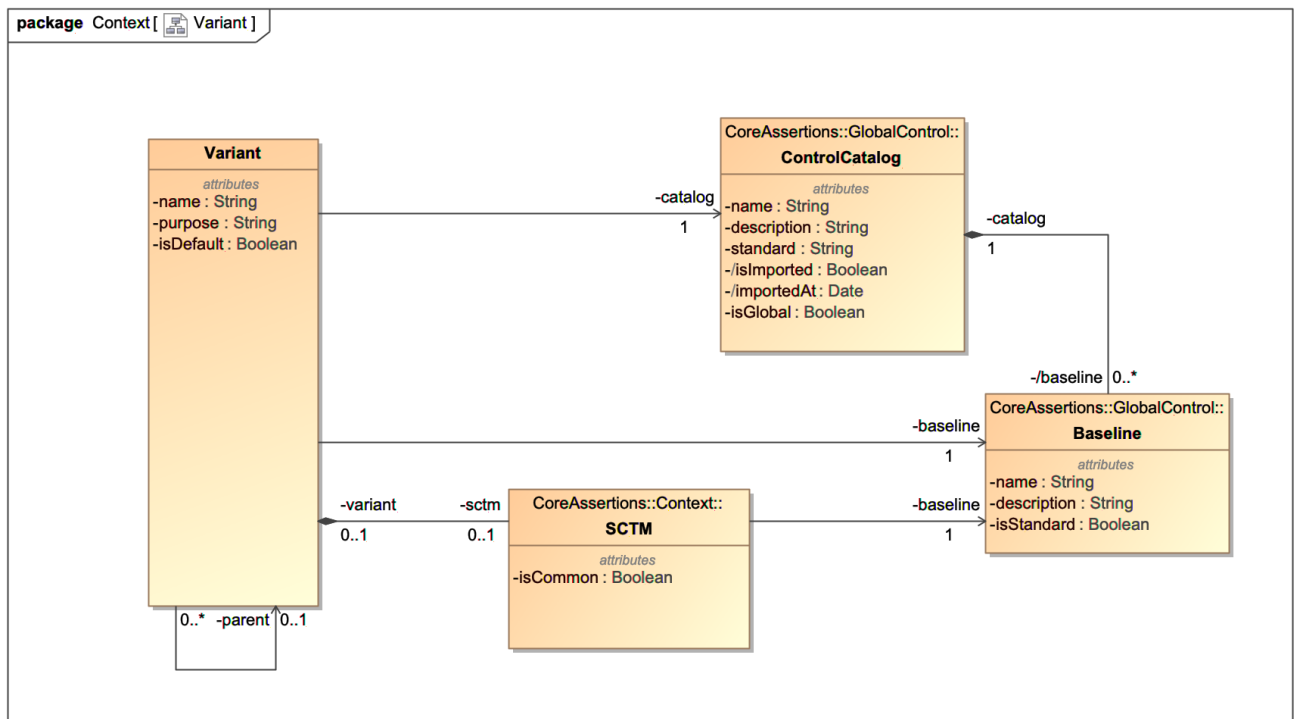 package Context [ Variant ]
Variant
attributes
-name : String
-purpose : String
-isDefault : Boolean
CoreAssertions::GlobalControl::
ControlCatalog
attributes
-name : String
-description : String
-standard : String
-/isImported : Boolean
-/importedAt : Date
-isGlobal : Boolean
-catalog
1
-catalog
1
-/baseline 0..*
CoreAssertions::GlobalControl::
Baseline
attributes
-name : String
-description : String
-isStandard : Boolean
-baseline
1
-variant
0..1
-sctm
0..1
CoreAssertions::Context::
SCTM
attributes
-isCommon : Boolean
-baseline
1
0..* -parent 0..1